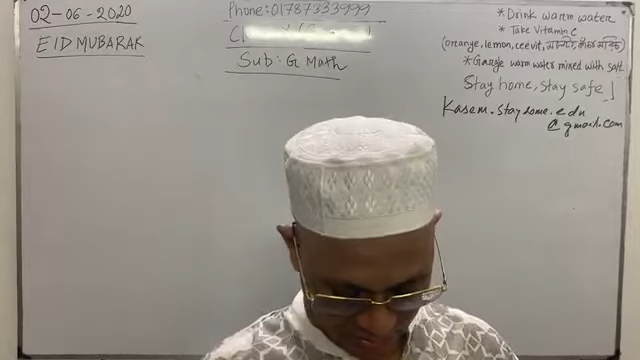 02-06-2020
EID MUBARAK
Phone:01787333999
Sub: G Math
*Drink warm water
*Take Vitamin C
(orange, lemon, ceevit,
*Gargle warm water mixed with salt
Stay home, stay safe]
Kasem.stayhome.edu
@gmail.com